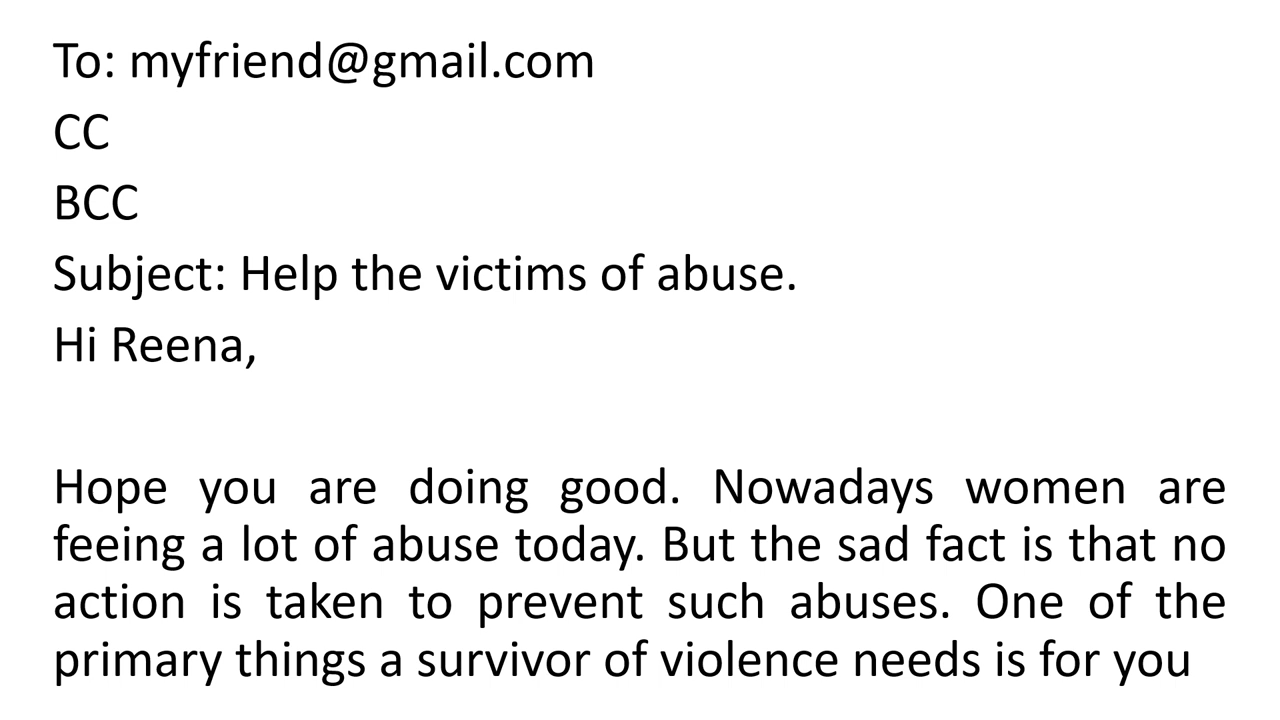 To: myfriend@gmail.com
CC
BCC
Subject: Help the victims of abuse.
Hi Reena,
Hope you are doing good. Nowadays women are
feeing a lot of abuse today. But the sad fact is that no
action is taken to prevent such abuses. One of the
primary things a survivor of violence needs is for you